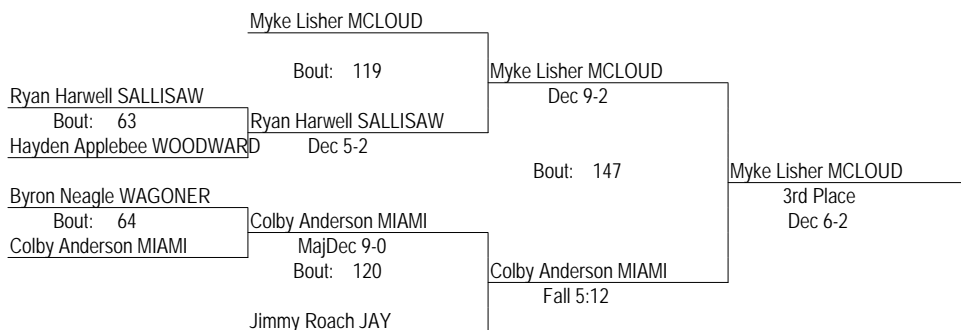 Myke Lisher MCLOUD
Bout: 119
Myke Lisher MCLOUD
Dec 9-2
Ryan Harwell SALLISAW
Bout: 63
Hayden Applebee WOODWARD
Ryan Harwell SALLISAW
Dec 5-2
Bout: 147
Myke Lisher MCLOUD
3rd Place
Dec 6-2
Byron Neagle WAGONER
Bout: 64
Colby Anderson MIAMI
Colby Anderson MIAMI
MajDec 9-0
Bout: 120
Colby Anderson MIAMI
Fall 5:12
Jimmy Roach JAY